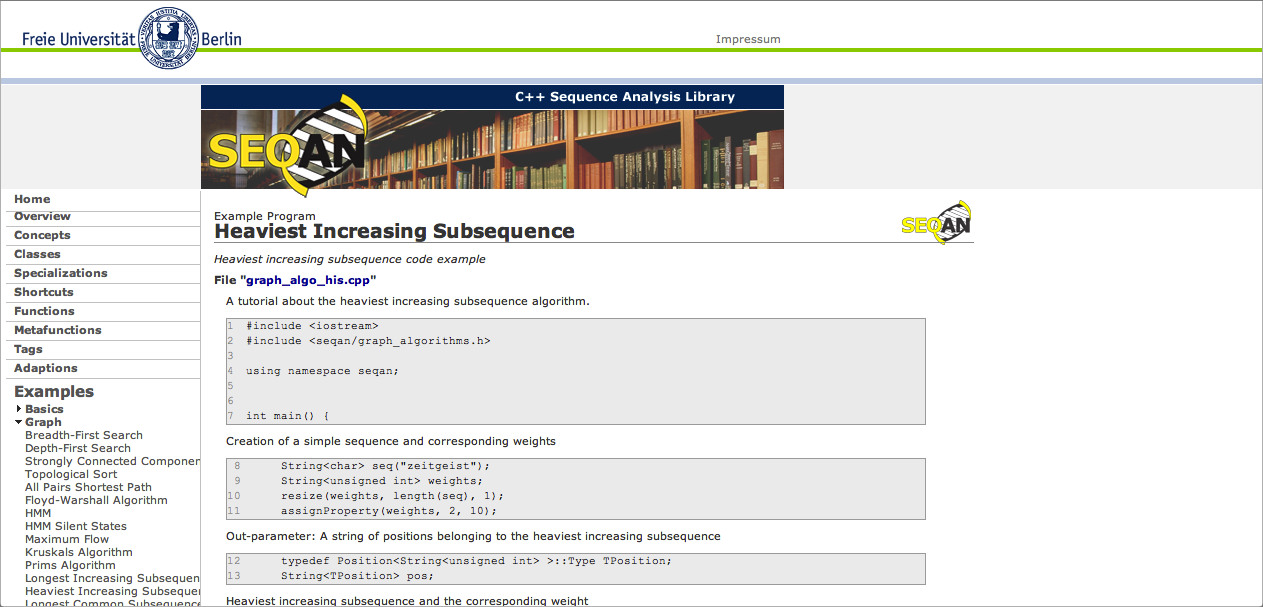 Freie Universität Berlin
Impressum
C++ Sequence Analysis Library
SEQAN
Home
Overview
Concepts
Classes
Specializations
Shortcuts
Functions
Metafunctions
Tags
Adaptions
Examples
Basics
Graph
Breadth-First Search
Depth-First Search
Strongly Connected Componen
Topological Sort
All Pairs Shortest Path
Floyd-Warshall Algorithm
HMM
HMM Silent States
Maximum Flow
Kruskals Algorithm
Prims Algorithm
Longest Increasing Subsequen
Heaviest Increasing Subseque
Longest Common Subsequence
Example Program
Heaviest Increasing Subsequence
SEQAN
Heaviest increasing subsequence code example
File "graph_algo_his.cpp"
A tutorial about the heaviest increasing subsequence algorithm.
1 #include <iostream>
2 #include <seqan/graph_algorithms.h>
3
4 using namespace seqan;
5
6
7 int main() {
Creation of a simple sequence and corresponding weights
8 String<char> seq("zeitgeist");
9 String<unsigned int> weights;
10 resize(weights, length(seq), 1);
11 assignProperty(weights, 2, 10);
Out-parameter: A string of positions belonging to the heaviest increasing subsequence
12 typedef Position<String<unsigned int> >::Type TPosition;
13 String<TPosition> pos;
Heaviest increasing subsequence and the corresponding weight